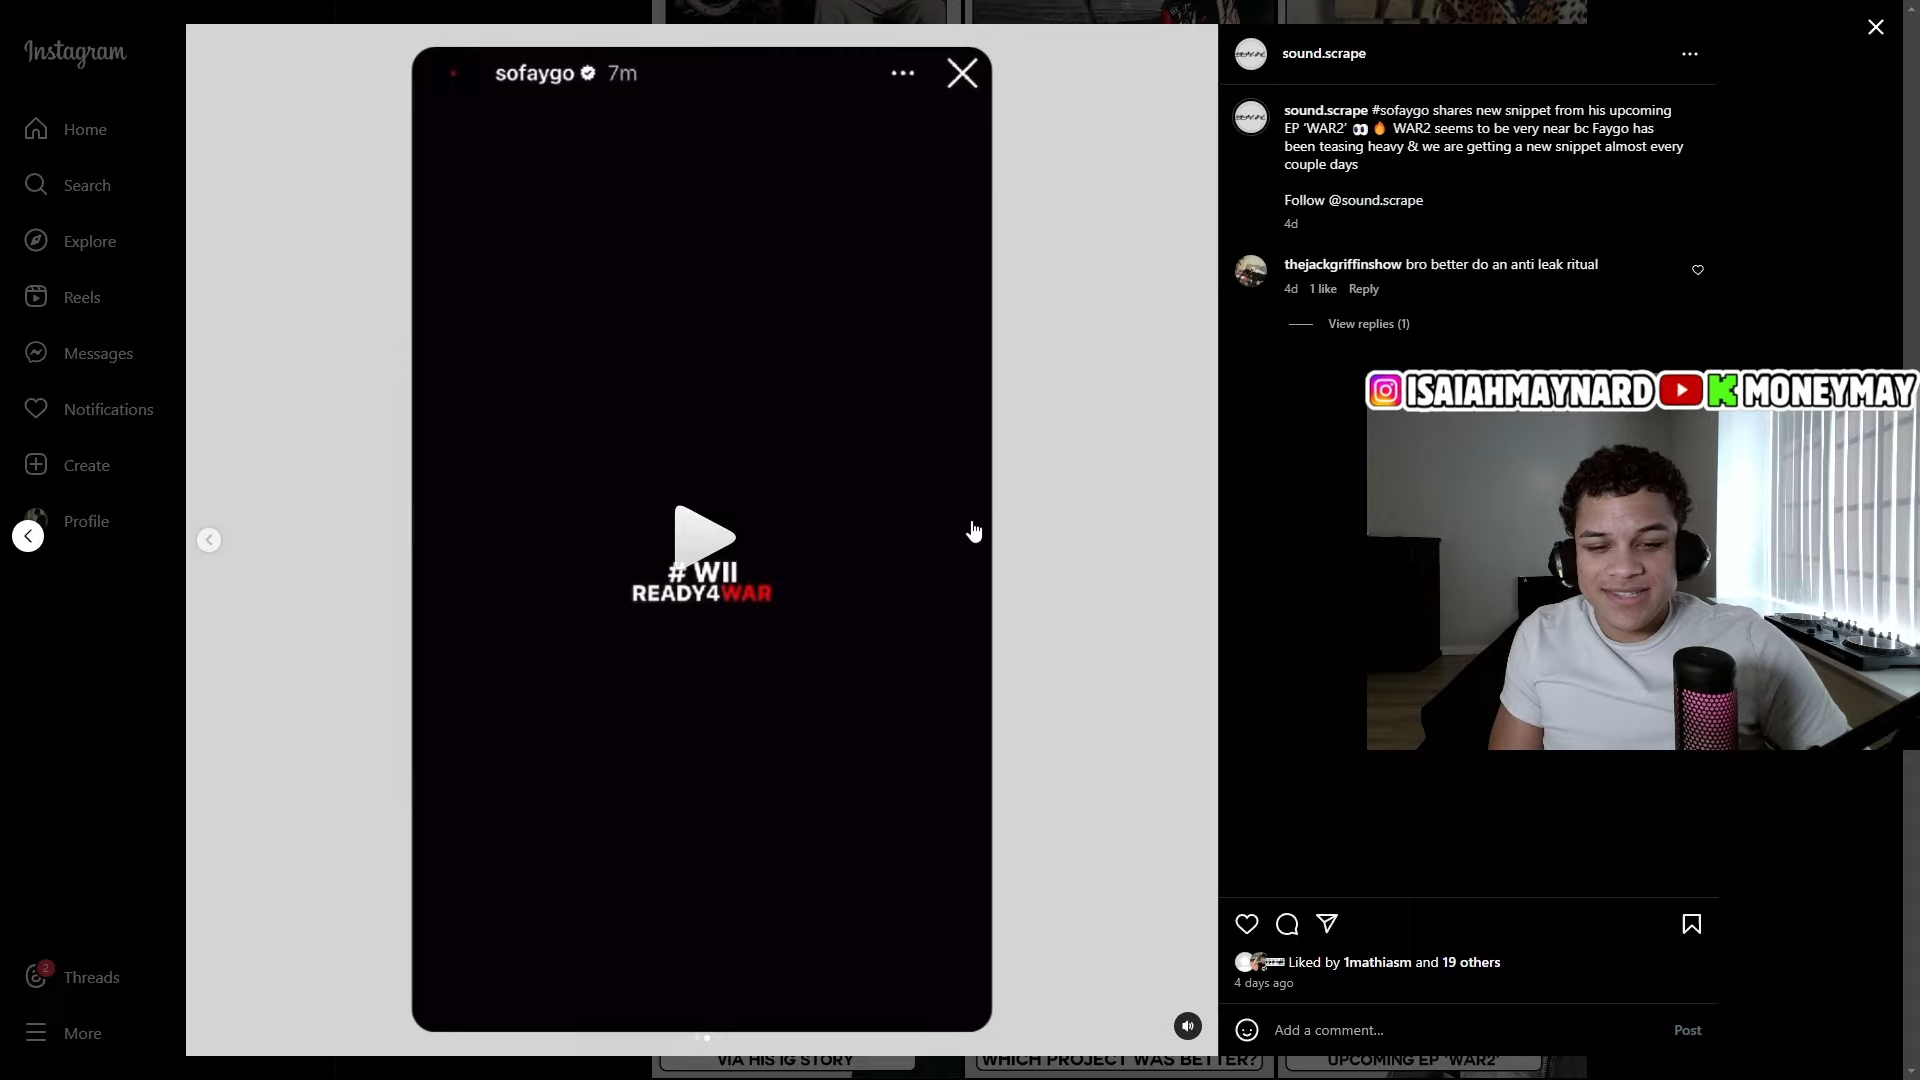 Instagram
Home
Search
Explore
Reels
Messages
Notifications
Create
Profile
2
Threads
More
sofaygo 7m
# WII
READY4WAR
sound.scrape
sound.scrape #sofaygo shares new snippet from his upcoming
EP 'WAR2' 👀 🔥 WAR2 seems to be very near bc Faygo has
been teasing heavy & we are getting a new snippet almost every
couple days
Follow @sound.scrape
4d
thejackgriffinshow bro better do an anti leak ritual
4d 1 like Reply
View replies (1)
ISAIAHMAYNARD K MONEYMAY
Liked by 1mathiasm and 19 others
4 days ago
Add a comment...
Post
VIA HIS IG STORY
WHICH PROJECT WAS BETTER?
UPCOMING EP 'WAR2'